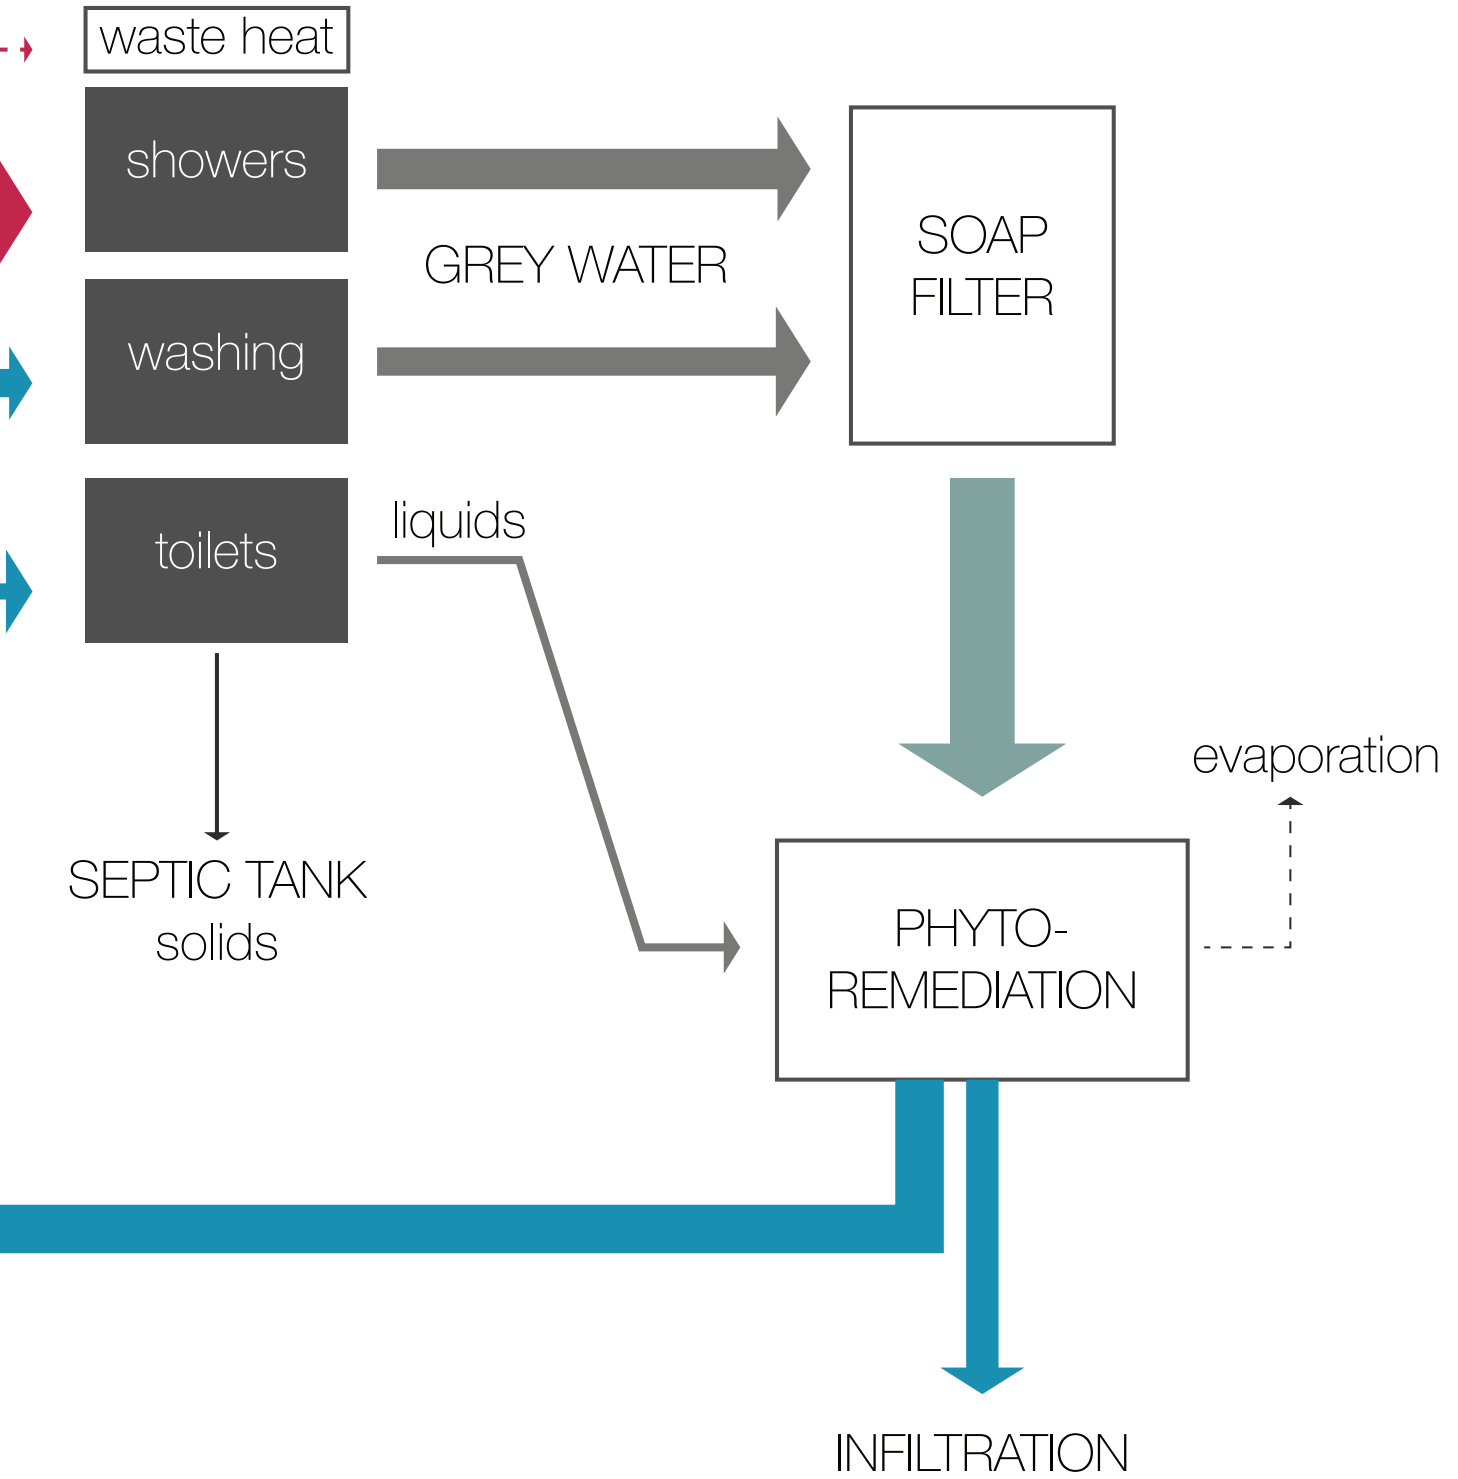 waste heat
showers
GREY WATER
SOAP
FILTER
washing
toilets
liquids
evaporation
SEPTIC TANK
solids
PHYTO-
REMEDIATION
INFILTRATION